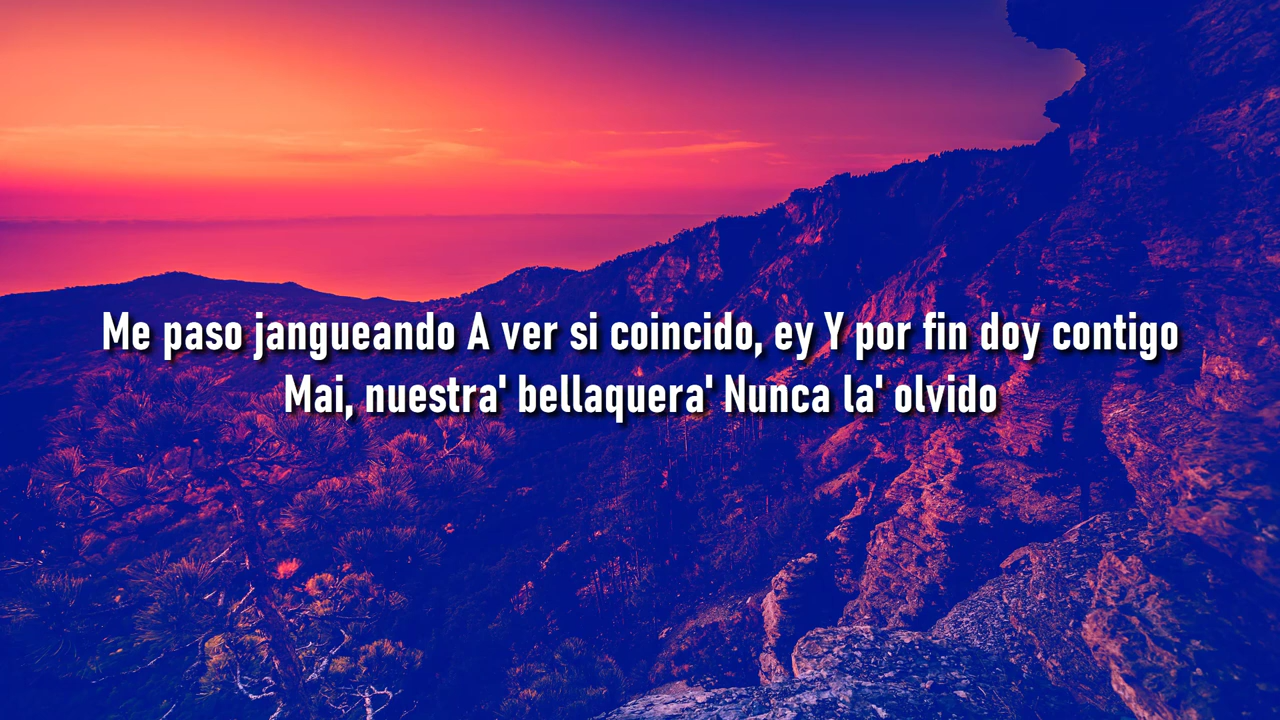 Me paso jangueando A ver si coincido, ey Y por fin doy contigo
Mai, nuestra' bellaquera' Nunca la' olvido